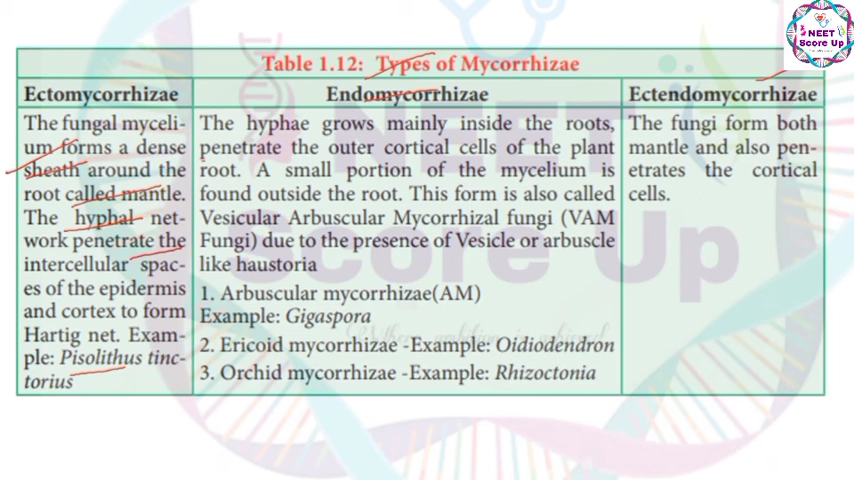 NEET
Score Up
Table 1.12: Types of Mycorrhizae
Ectomycorrhizae
The fungal myceli-
um forms a dense
sheath around the
root called mantle.
The hyphal net-
work penetrate the
intercellular spac-
es of the epidermis
and cortex to form
Hartig net. Exam-
ple: Pisolithus tinc-
torius
Endomycorrhizae
The hyphae grows mainly inside the roots,
penetrate the outer cortical cells of the plant
root. A small portion of the mycelium is
found outside the root. This form is also called
Vesicular Arbuscular Mycorrhizal fungi (VAM
Fungi) due to the presence of Vesicle or arbuscle
like haustoria
1. Arbuscular mycorrhizae(AM)
Example: Gigaspora
2. Ericoid mycorrhizae -Example: Oidiodendron
3. Orchid mycorrhizae -Example: Rhizoctonia
Ectendomycorrhizae
The fungi form both
mantle and also pen-
etrates the cortical
cells.
NEET
Score Up